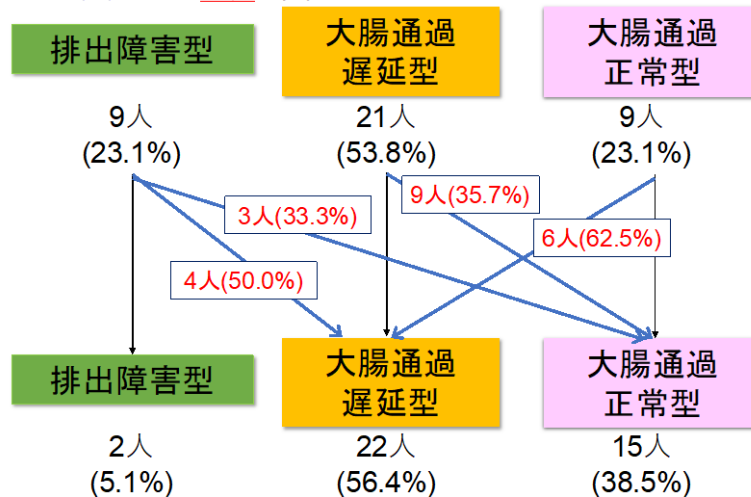 排出障害型
大腸通過
遅延型
大腸通過
正常型
9人
(23.1%)
21人
(53.8%)
9人
(23.1%)
3人(33.3%)
9人(35.7%)
6人(62.5%)
4人(50.0%)
排出障害型
大腸通過
遅延型
大腸通過
正常型
2人
(5.1%)
22人
(56.4%)
15人
(38.5%)